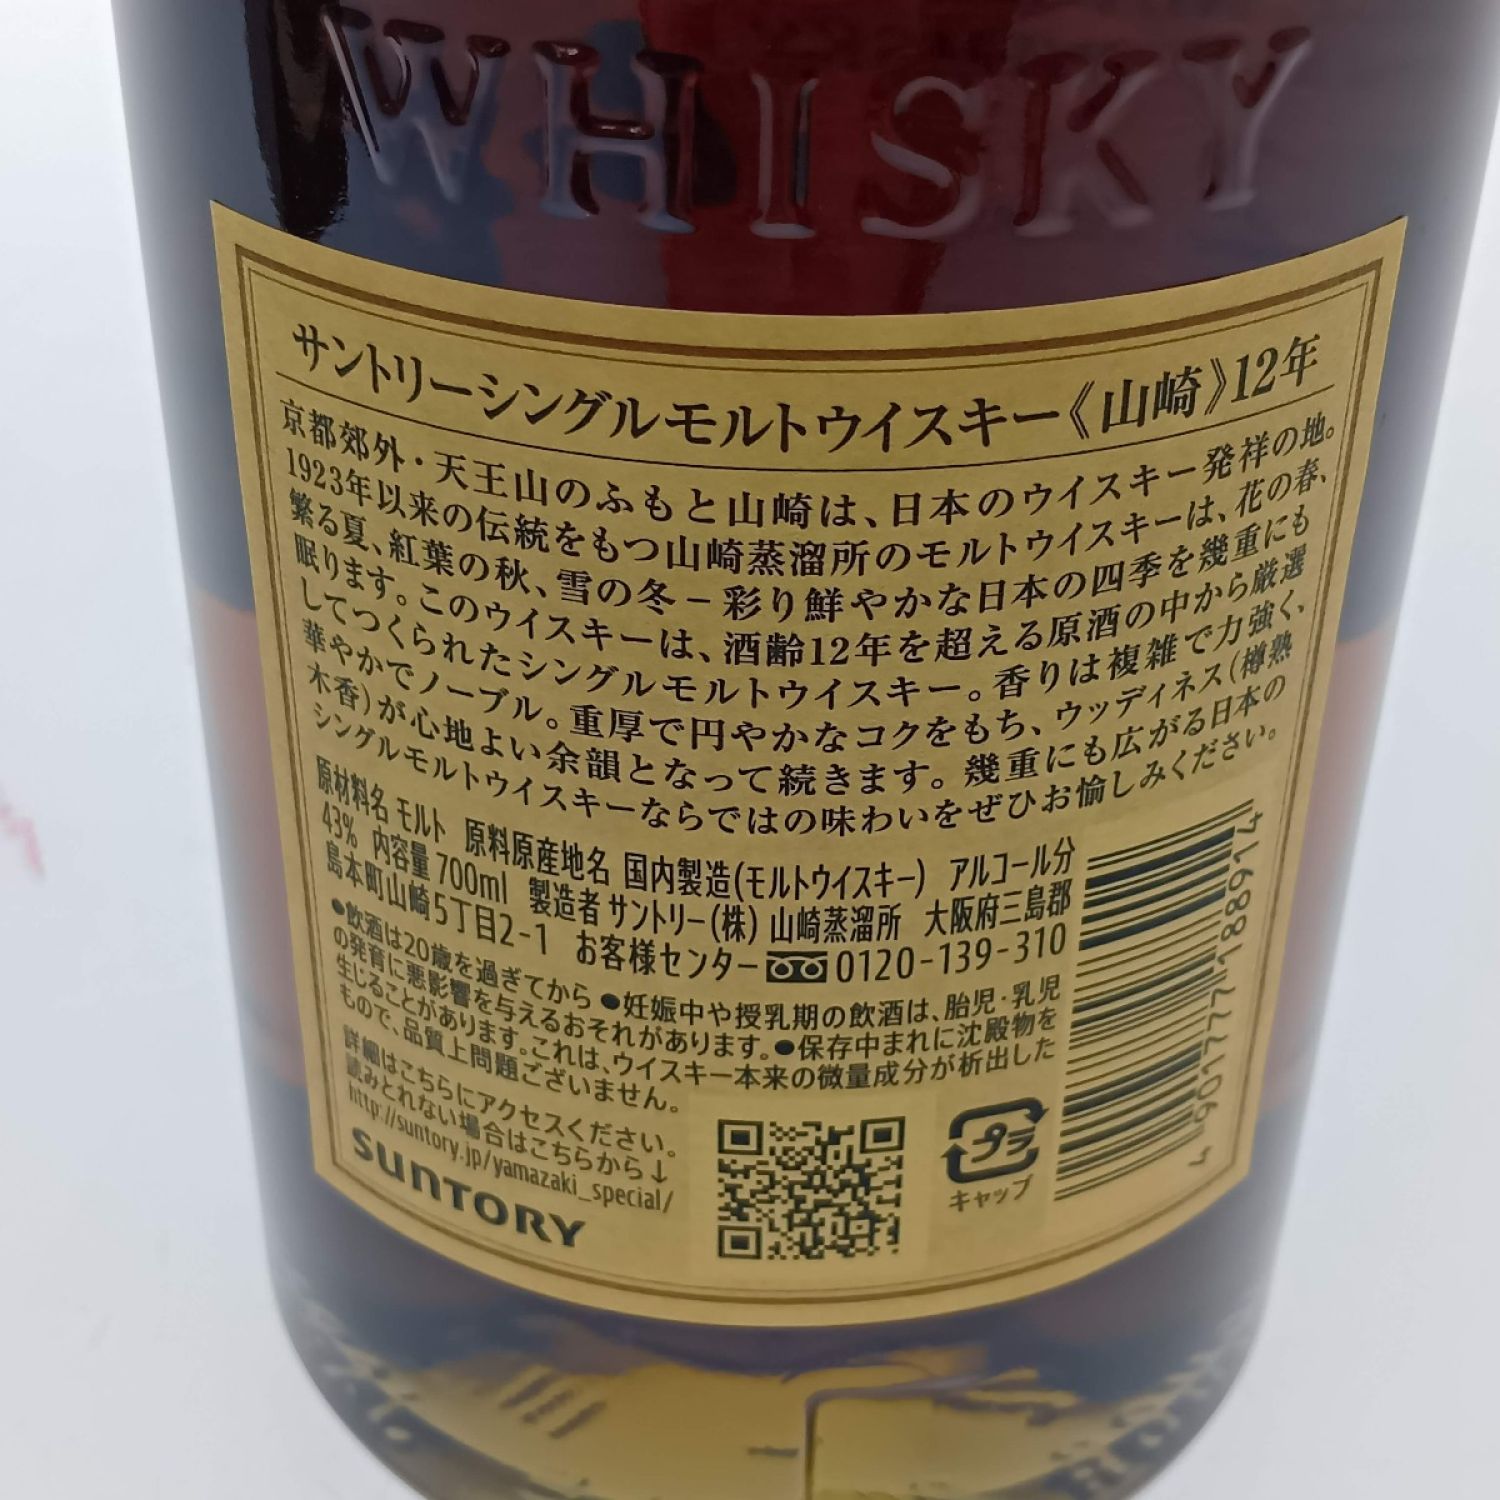 WHISKY
サントリーシングルモルトウイスキー《山崎》12年
京都郊外・天王山のふもと山崎は、日本のウイスキー発祥の地。
1923年以来の伝統をもつ山崎蒸溜所のモルトウイスキーは、花の春、
繁る夏、紅葉の秋、雪の冬－彩り鮮やかな日本の四季を幾重にも
眠ります。このウイスキーは、酒齢12年を超える原酒の中から厳選
してつくられたシングルモルトウイスキー。香りは複雑で力強く、
華やかでノーブル。重厚で円やかなコクをもち、ウッディネス(樽熟
木香)が心地よい余韻となって続きます。幾重にも広がる日本の
シングルモルトウイスキーならではの味わいをぜひお愉しみください。
原材料名 モルト 原料原産地名 国内製造(モルトウイスキー) アルコール分
43% 内容量 700ml 製造者 サントリー(株) 山崎蒸溜所 大阪府三島郡
島本町山崎5丁目2-1 お客様センター 0120-139-310
●飲酒は20歳を過ぎてから ●妊娠中や授乳期の飲酒は、胎児・乳児
の発育に悪影響を与えるおそれがあります。●保存中まれに沈殿物を
生じることがあります。これは、ウイスキー本来の微量成分が析出した
もので、品質上問題ございません。
詳細はこちらにアクセスください。
読みとれない場合はこちらから↓
http://suntory.jp/yamazaki_special/
SUNTORY
プラ
キャップ
4 901777 188174